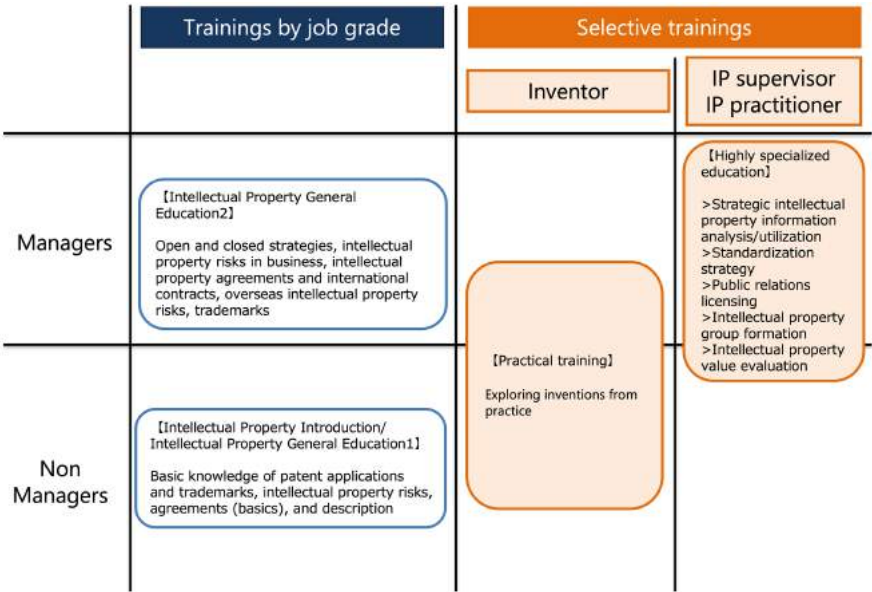 Trainings by job grade
Selective trainings
Inventor
IP supervisor
IP practitioner
Managers
【Intellectual Property General
Education2】
Open and closed strategies, intellectual
property risks in business, intellectual
property agreements and international
contracts, overseas intellectual property
risks, trademarks
【Highly specialized
education】
>Strategic intellectual
property information
analysis/utilization
>Standardization
strategy
>Public relations
licensing
>Intellectual property
group formation
>Intellectual property
value evaluation
【Practical training】
Exploring inventions from
practice
Non
Managers
【Intellectual Property Introduction/
Intellectual Property General Education1】
Basic knowledge of patent applications
and trademarks, intellectual property risks,
agreements (basics), and description